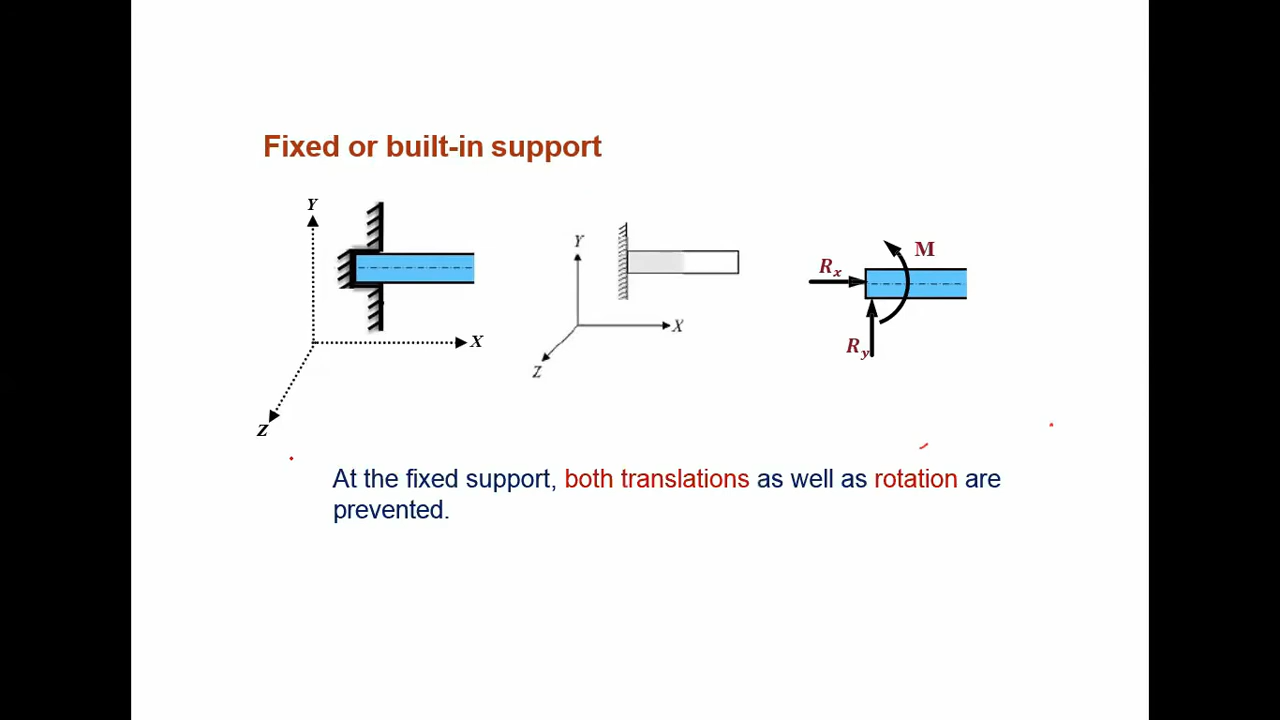 Fixed or built-in support
Y
X
Z
Y
X
Z
M
Rx
Ry
At the fixed support, both translations as well as rotation are
prevented.